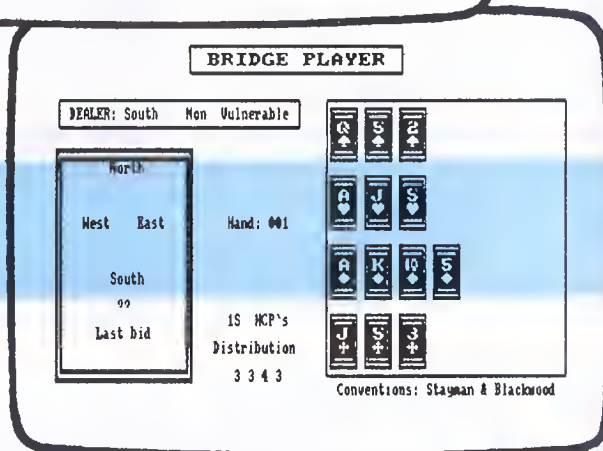 BRIDGE PLAYER
DEALER: South Non Vulnerable
North
West East
South
??
Last bid
Hand: 001
15 HCP's
Distribution
3 3 4 3
Q 5 2
A J 5
A K 10 5
J 5 3
Conventions: Stayman & Blackwood